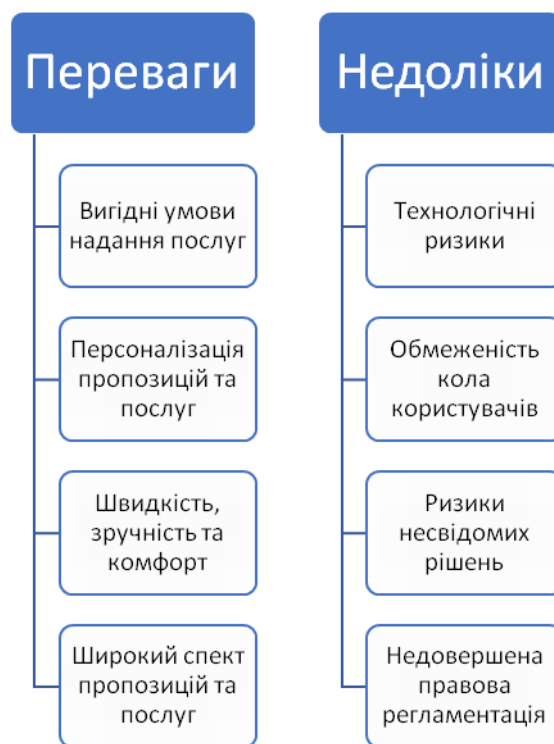 Переваги
Вигідні умови
надання послуг
Персоналізація
пропозицій та
послуг
Швидкість,
зручність та
комфорт
Широкий спект
пропозицій та
послуг
Недоліки
Технологічні
ризики
Обмеженість
кола
користувачів
Ризики
несвідомих
рішень
Недовершена
правова
регламентація